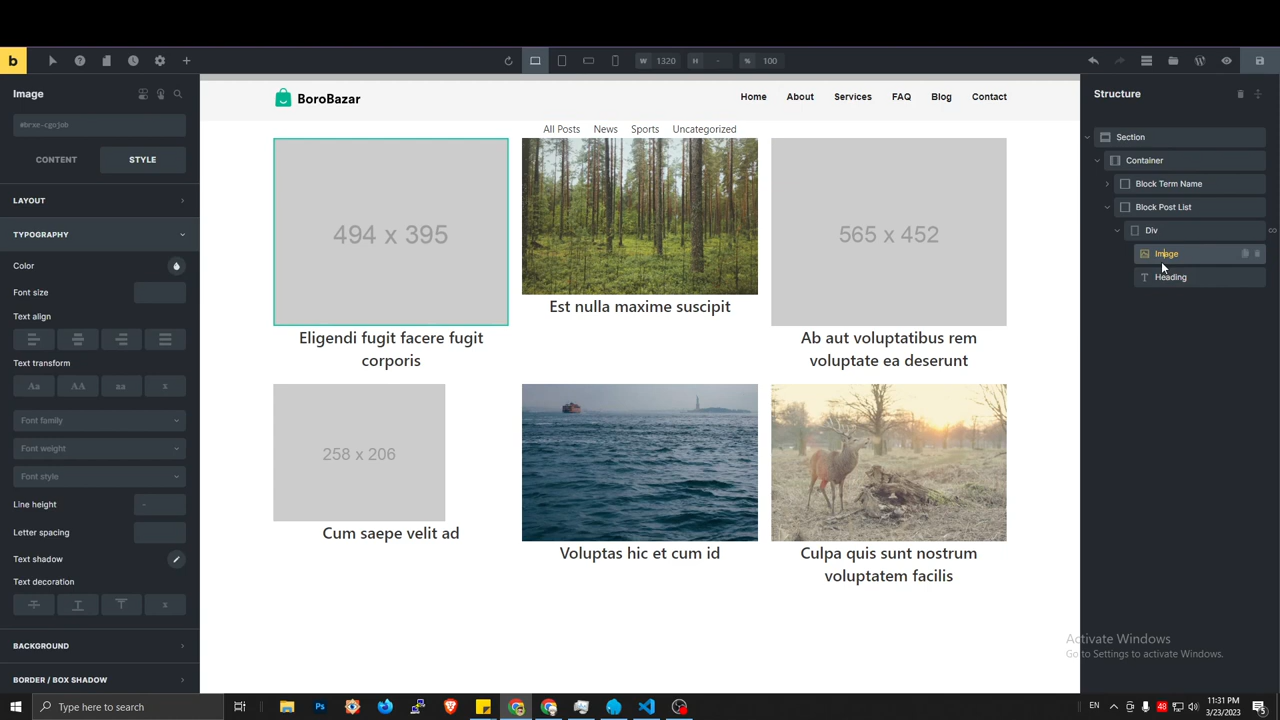 b
W 1320 H - % 100
Image
#brxe-cgojob
CONTENT STYLE
LAYOUT
TYPOGRAPHY
Color
Font size
Text align
Text transform
Aa AA aa x
Font family
Font weight
Font style
Line height -
Letter spacing
Text shadow
Text decoration
T T T x
BACKGROUND
BORDER / BOX SHADOW
BoroBazar
Home About Services FAQ Blog Contact
All Posts News Sports Uncategorized
494 x 395
565 x 452
Eligendi fugit facere fugit
corporis
Est nulla maxime suscipit
Ab aut voluptatibus rem
voluptate ea deserunt
258 x 206
Cum saepe velit ad
Voluptas hic et cum id
Culpa quis sunt nostrum
voluptatem facilis
Structure
Section
Container
Block Term Name
Block Post List
Div
Image
Heading
Activate Windows
Go to Settings to activate Windows.
Type here to search
Ps
EN
48
11:31 PM
3/23/2023